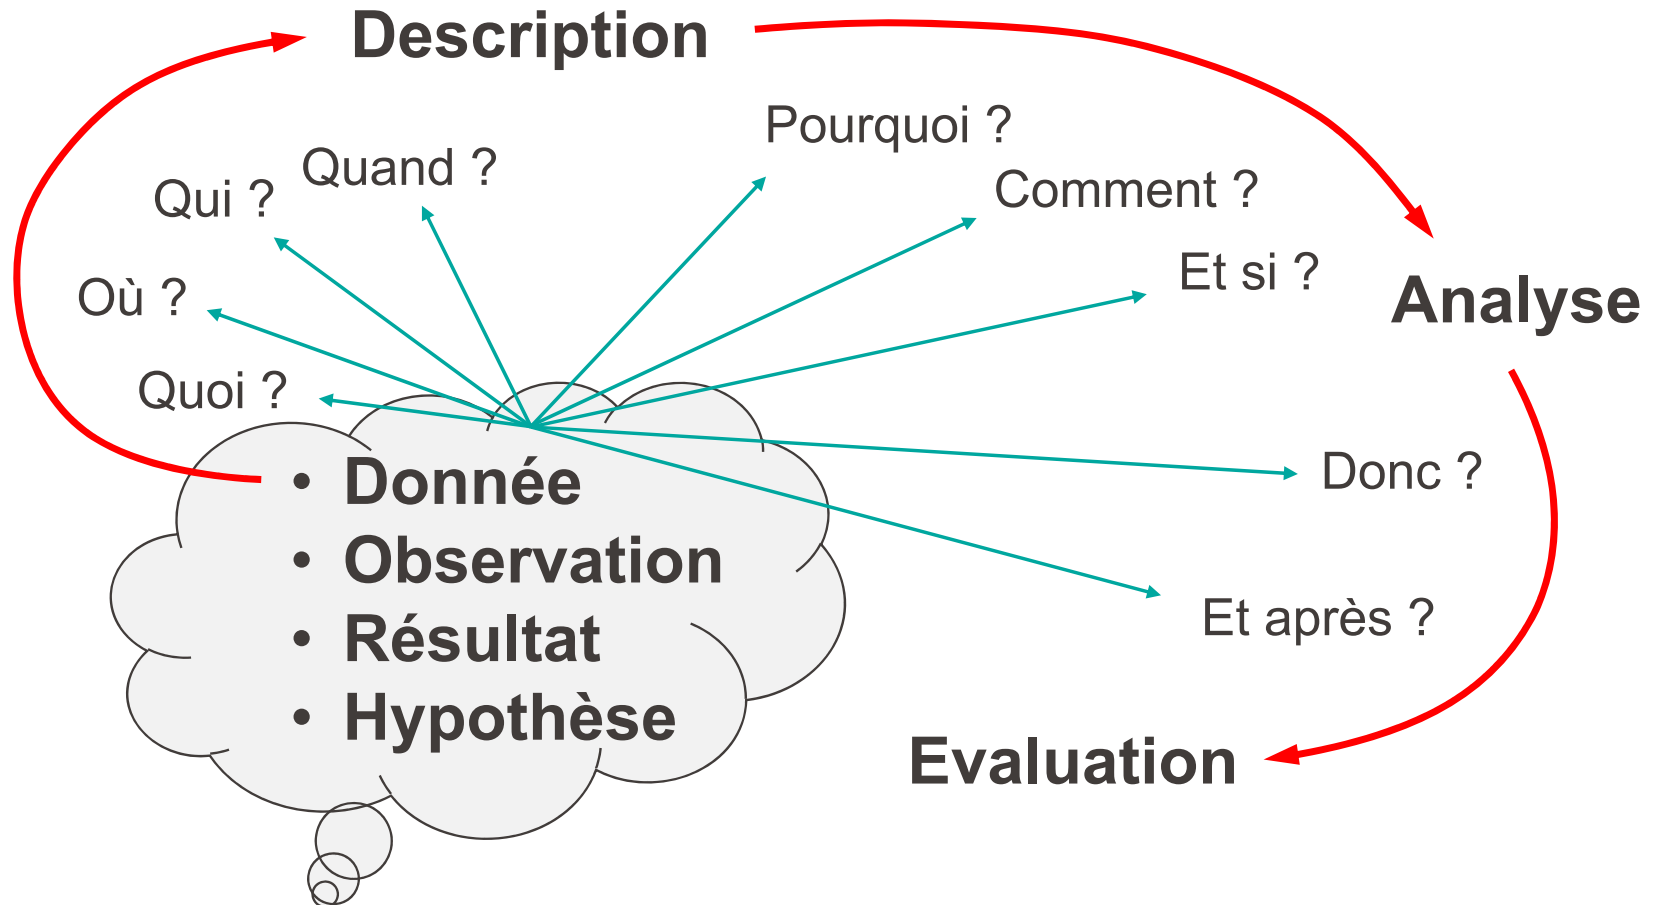 Description
Pourquoi ?
Quand ?
Comment ?
Qui ?
Et si ?
Où ?
Analyse
Quoi ?
• Donnée
Donc ?
• Observation
Et après ?
• Résultat
• Hypothèse
Evaluation